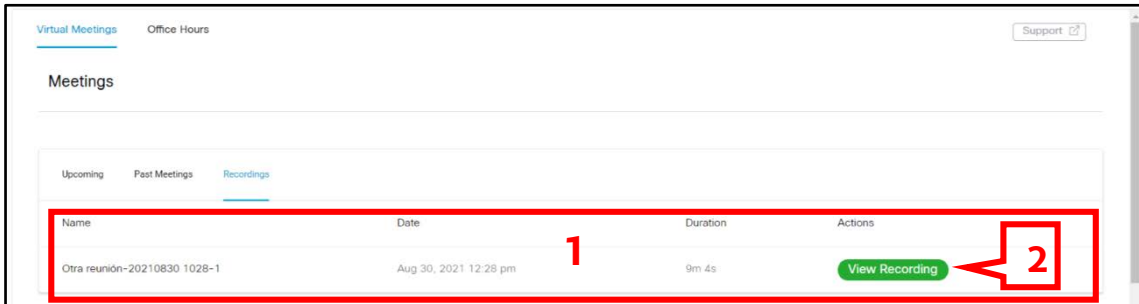 Virtual Meetings Office Hours Support
Meetings
Upcoming Past Meetings Recordings
Name Date Duration Actions
Otra reunión-20210830 1028-1 Aug 30, 2021 12:28 pm 1 9m 4s View Recording 2